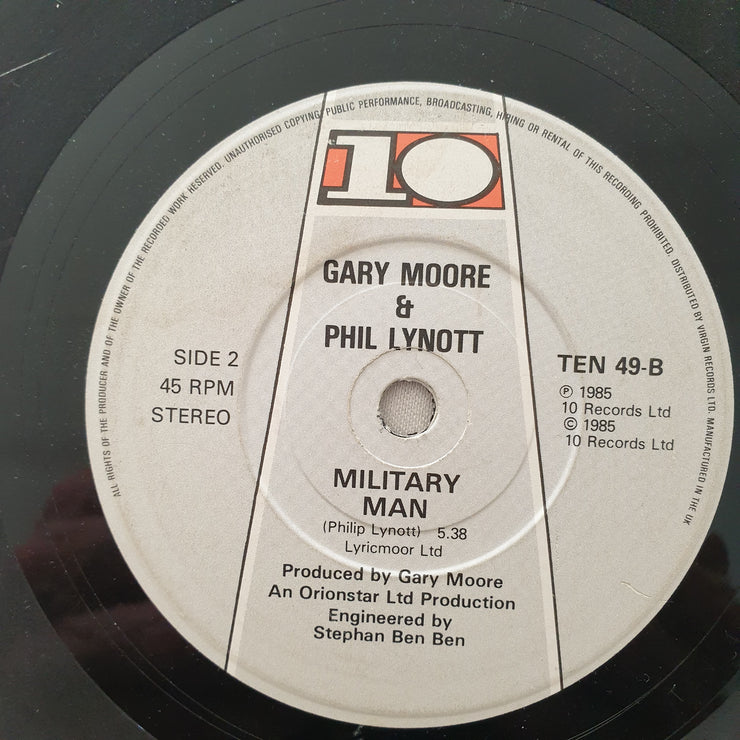 ALL RIGHTS OF THE PRODUCER AND OF THE OWNER OF THE RECORDED WORK RESERVED. UNAUTHORISED COPYING, PUBLIC PERFORMANCE, BROADCASTING, HIRING OR RENTAL OF THIS RECORDING PROHIBITED. DISTRIBUTED BY VIRGIN RECORDS LTD. MANUFACTURED IN THE UK
10
GARY MOORE
&
PHIL LYNOTT
SIDE 2
45 RPM
STEREO
TEN 49-B
℗ 1985
10 Records Ltd
© 1985
10 Records Ltd
MILITARY
MAN
(Philip Lynott) 5.38
Lyricmoor Ltd
Produced by Gary Moore
An Orionstar Ltd Production
Engineered by
Stephan Ben Ben